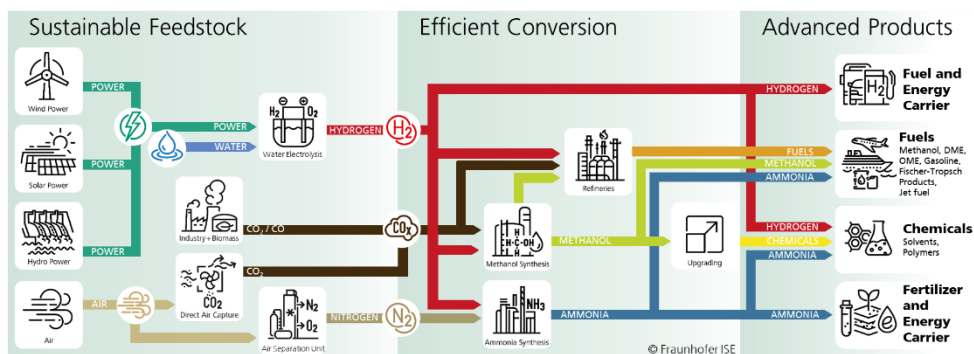 Sustainable Feedstock
Efficient Conversion
Advanced Products
Wind Power
POWER
Solar Power
POWER
Hydro Power
POWER
POWER
WATER
H₂
O₂
Water Electrolysis
HYDROGEN
H₂
Industry + Biomass
CO₂ / CO
COx
CO₂
Direct Air Capture
CO₂
Air
AIR
N₂
O₂
Air Separation Unit
NITROGEN
N₂
Refineries
H-C-OH
Methanol Synthesis
METHANOL
Upgrading
NH₃
Ammonia Synthesis
AMMONIA
HYDROGEN
H₂
Fuel and
Energy
Carrier
FUELS
METHANOL
AMMONIA
Fuels
Methanol, DME,
OME, Gasoline,
Fischer-Tropsch
Products,
Jet fuel
HYDROGEN
CHEMICALS
AMMONIA
Chemicals
Solvents,
Polymers
AMMONIA
Fertilizer
and
Energy
Carrier
© Fraunhofer ISE